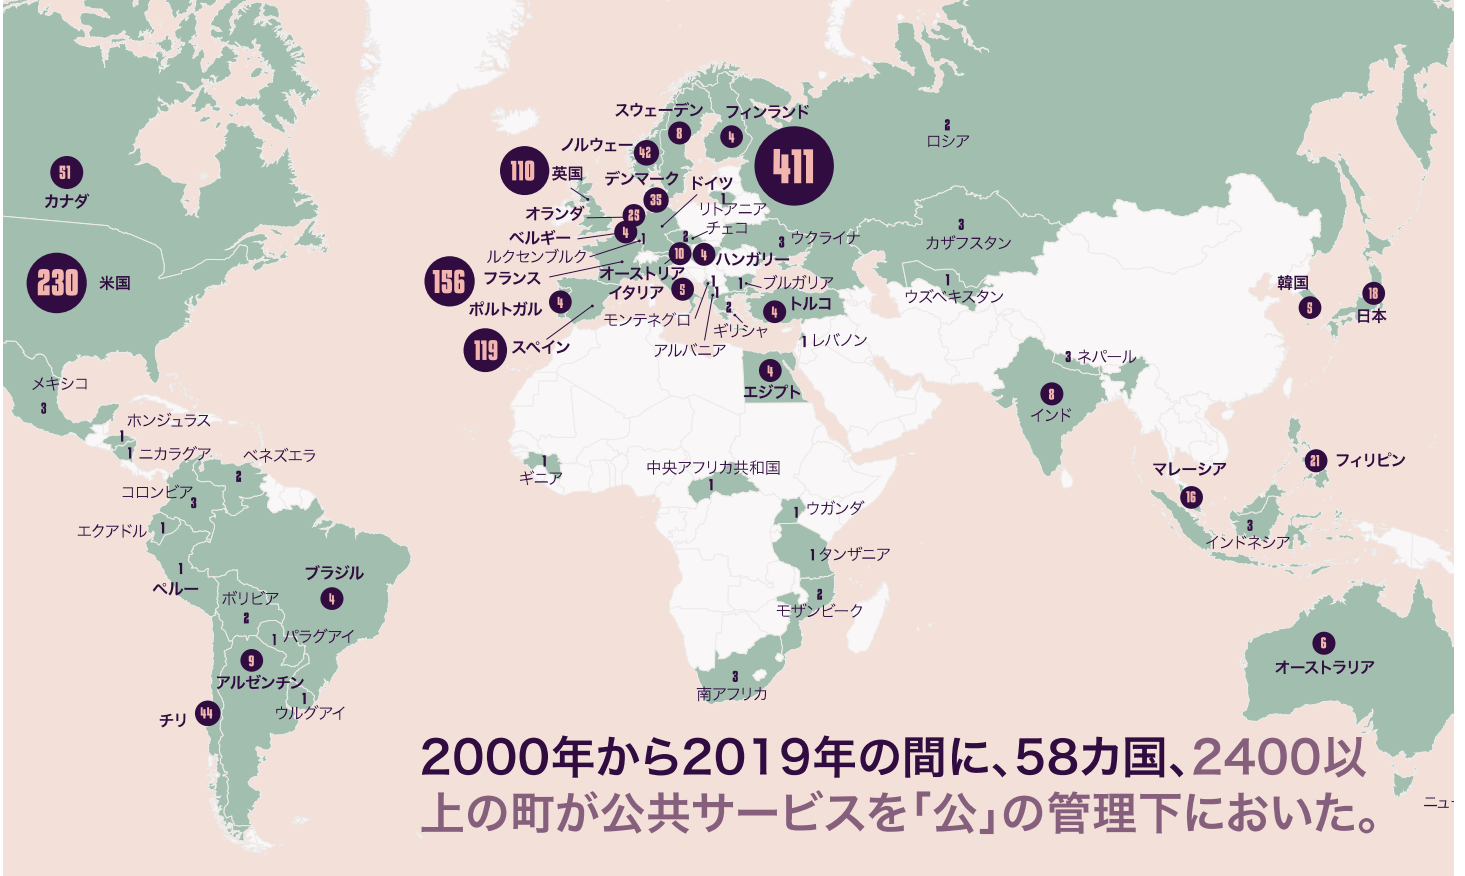 スウェーデン
8
フィンランド
4
ノルウェー
42
411
2
ロシア
110
英国
デンマーク
35
ドイツ
51
カナダ
オランダ
25
1
リトアニア
ベルギー
4
チェコ
2
ルクセンブルク
1
3
ウクライナ
3
カザフスタン
10
4
ハンガリー
230
米国
156
フランス
オーストリア
イタリア
5
1
1
1
ブルガリア
1
ウズベキスタン
韓国
5
18
日本
ポルトガル
4
モンテネグロ
2
ギリシャ
4
トルコ
119
スペイン
アルバニア
1
レバノン
3
ネパール
4
エジプト
8
インド
メキシコ
3
ホンジュラス
1
1
ニカラグア
ベネズエラ
2
コロンビア
3
エクアドル
1
1
ギニア
中央アフリカ共和国
1
21
フィリピン
マレーシア
16
1
ウガンダ
3
インドネシア
1
タンザニア
1
ペルー
ブラジル
4
ボリビア
2
1
パラグアイ
2
モザンビーク
9
アルゼンチン
6
オーストラリア
3
南アフリカ
1
ウルグアイ
チリ
44
2000年から2019年の間に、58カ国、2400以
上の町が公共サービスを「公」の管理下においた。
ニュー